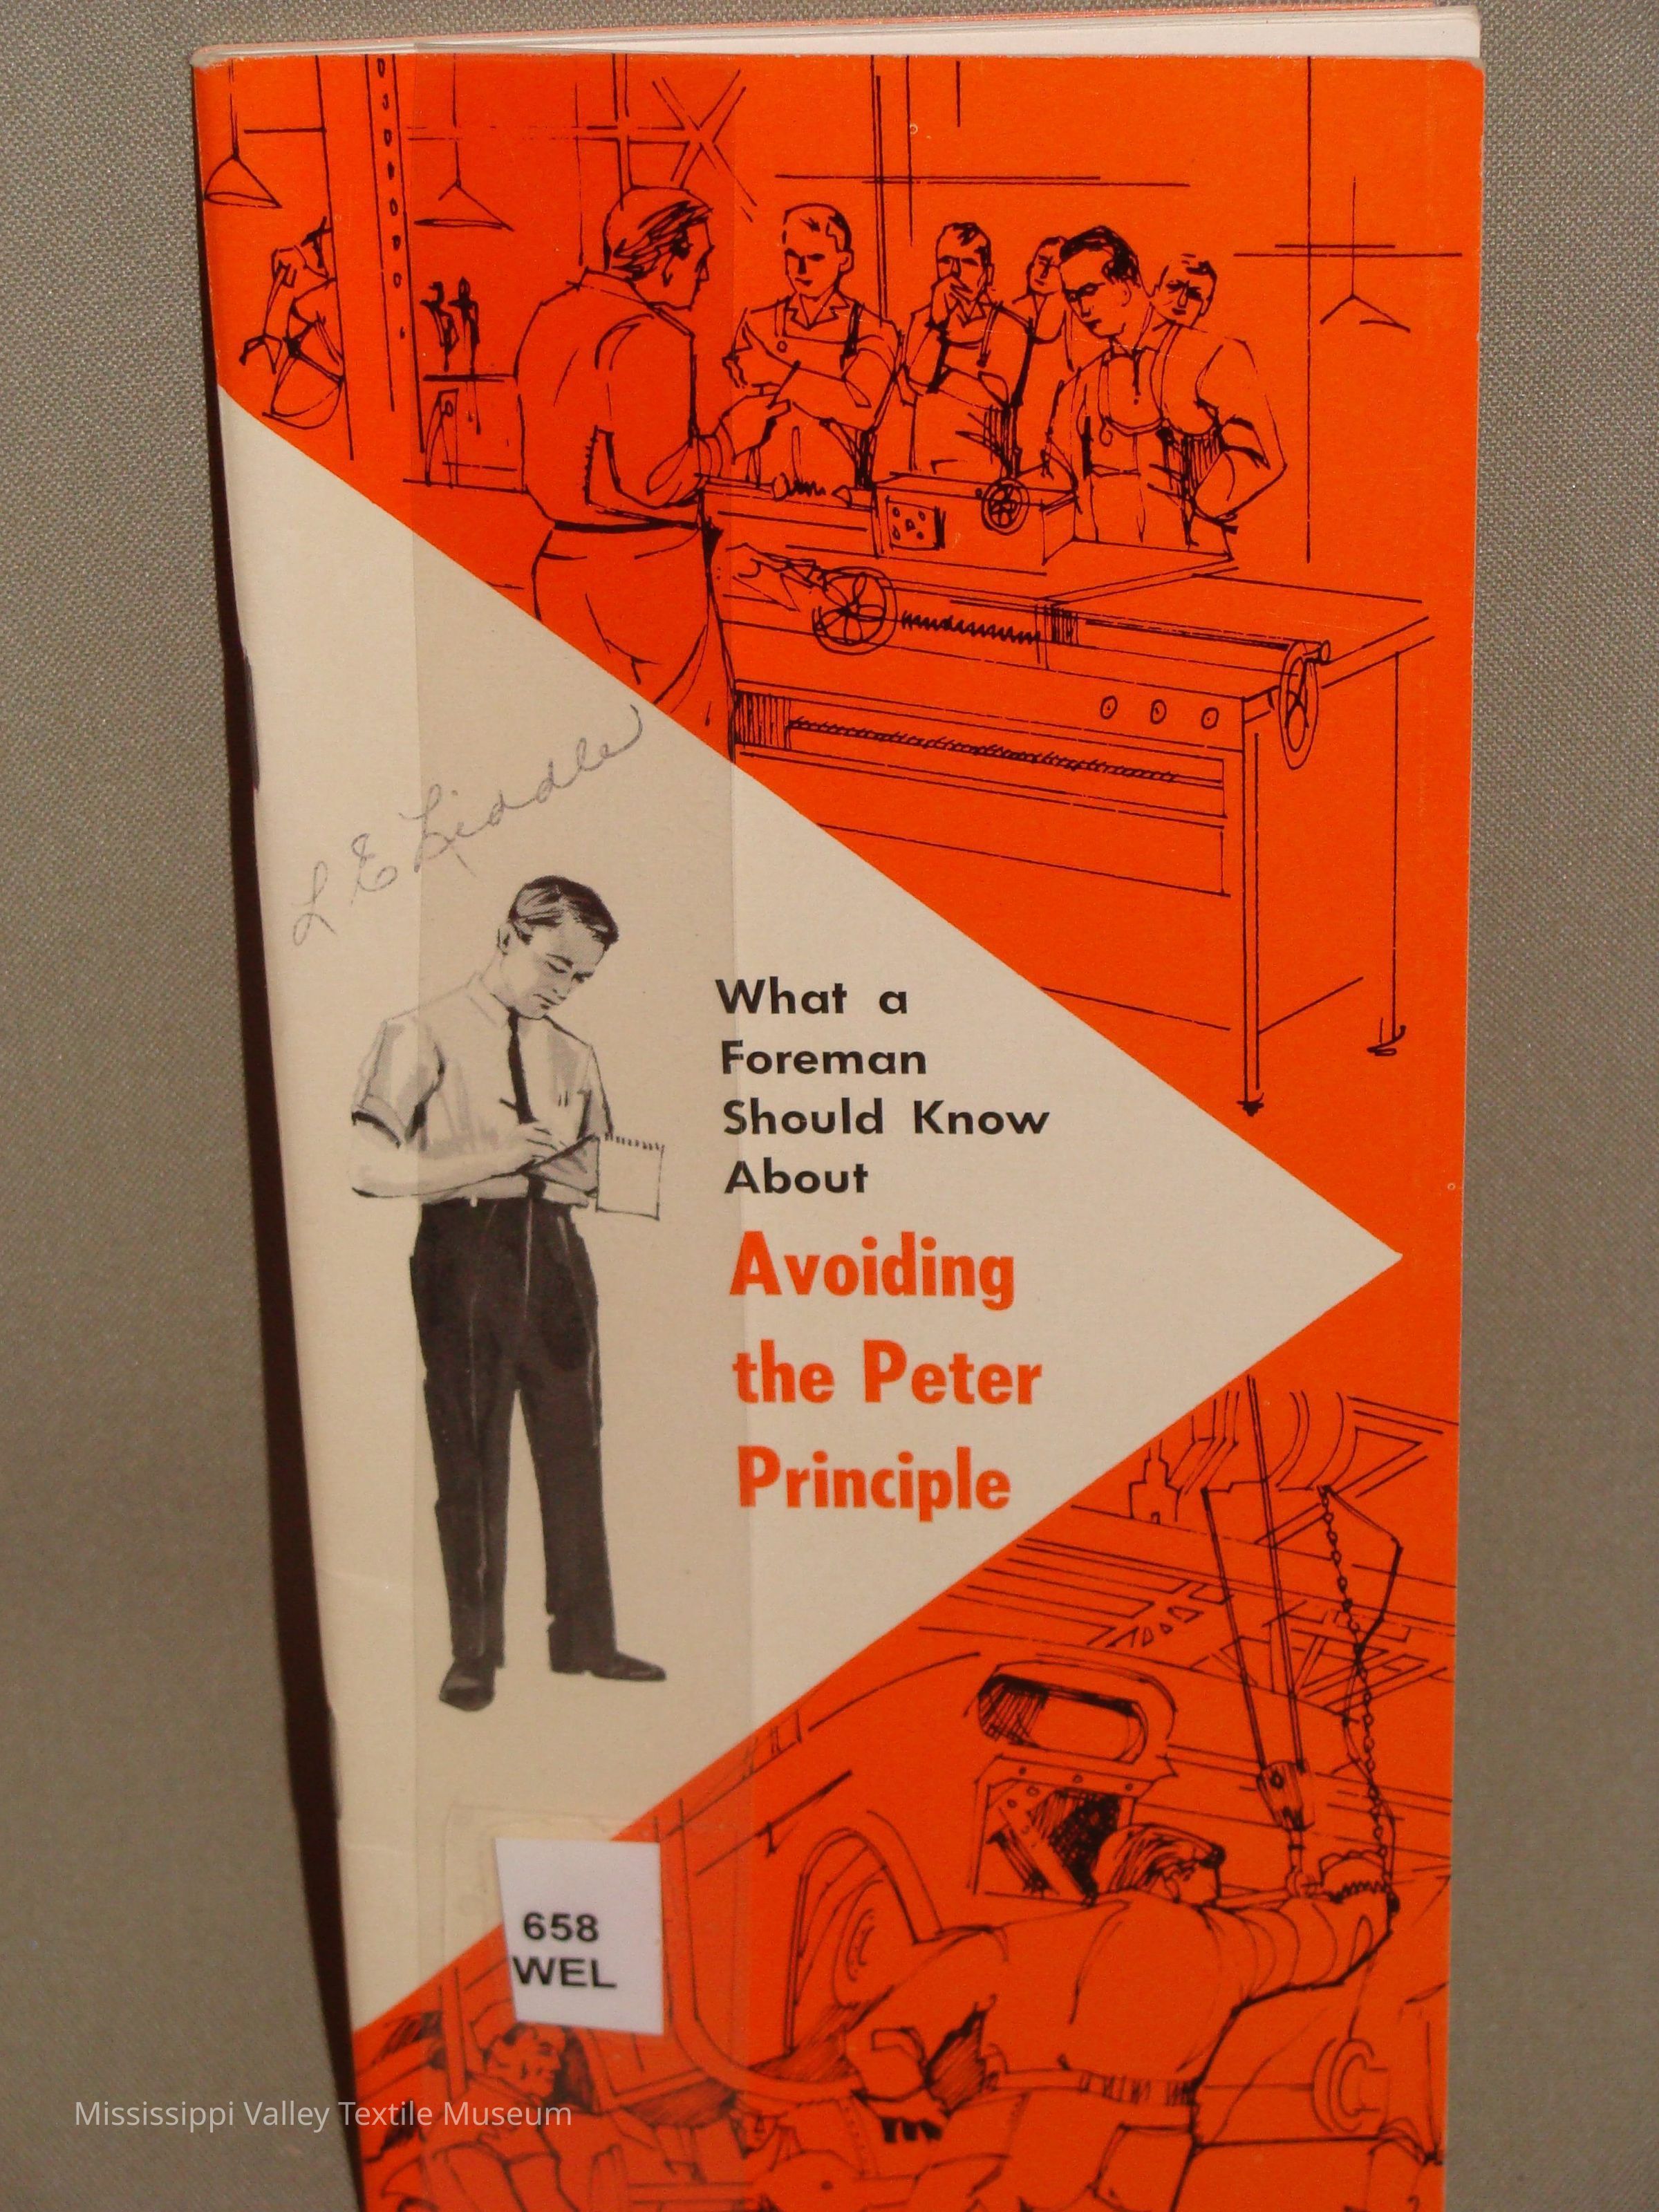 L E Liddle
What a
Foreman
Should Know
About
Avoiding
the Peter
Principle
658
WEL
Mississippi Valley Textile Museum